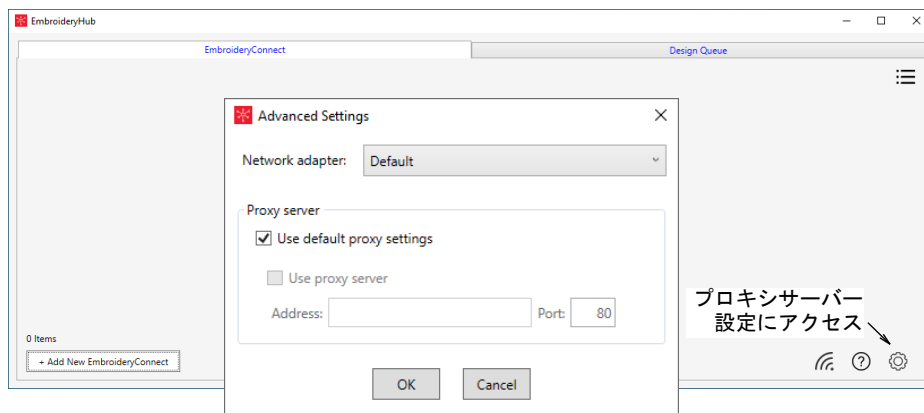 EmbroideryHub
EmbroideryConnect
Design Queue
Advanced Settings
Network adapter:
Default
Proxy server
Use default proxy settings
Use proxy server
Address:
Port:
80
プロキシサーバー
設定にアクセス
0 Items
+ Add New EmbroideryConnect
OK
Cancel